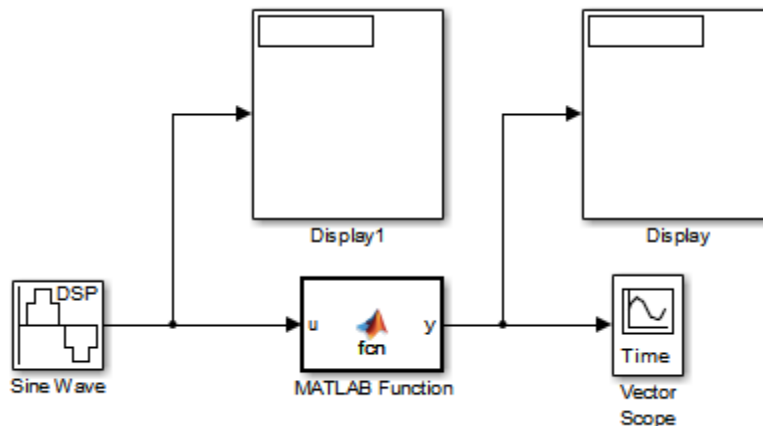 Display1
Display
DSP
Sine Wave
u
fcn
y
MATLAB Function
Time
Vector
Scope